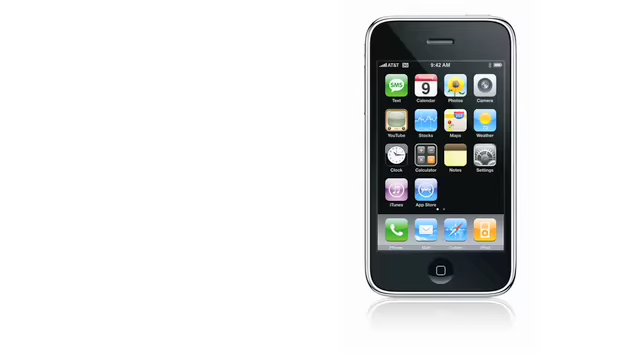 AT&T 3G 9:42 AM
SMS 9
Text Calendar Photos Camera
YouTube Stocks Maps Weather
Clock Calculator Notes Settings
iTunes App Store